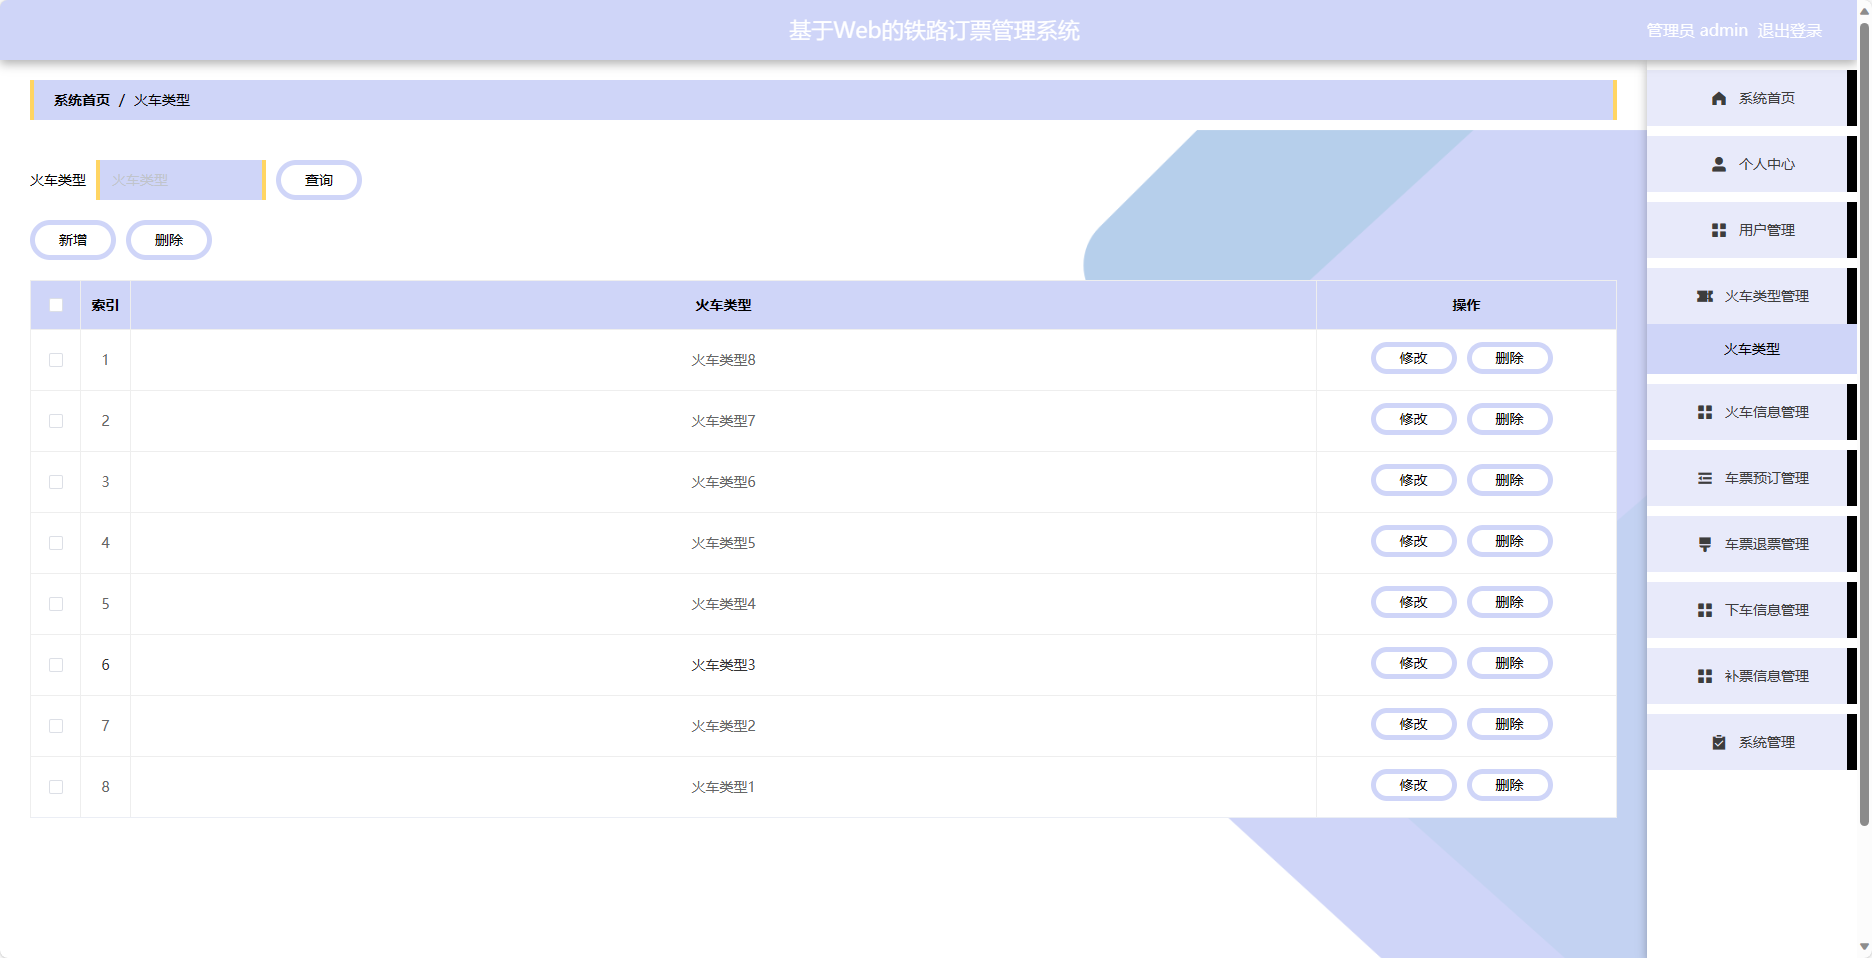 基于Web的铁路订票管理系统
管理员 admin 退出登录
系统首页 / 火车类型
火车类型 火车类型 查询
新增 删除
索引 火车类型 操作
1 火车类型8 修改 删除
2 火车类型7 修改 删除
3 火车类型6 修改 删除
4 火车类型5 修改 删除
5 火车类型4 修改 删除
6 火车类型3 修改 删除
7 火车类型2 修改 删除
8 火车类型1 修改 删除
系统首页
个人中心
用户管理
火车类型管理
火车类型
火车信息管理
车票预订管理
车票退票管理
下车信息管理
补票信息管理
系统管理